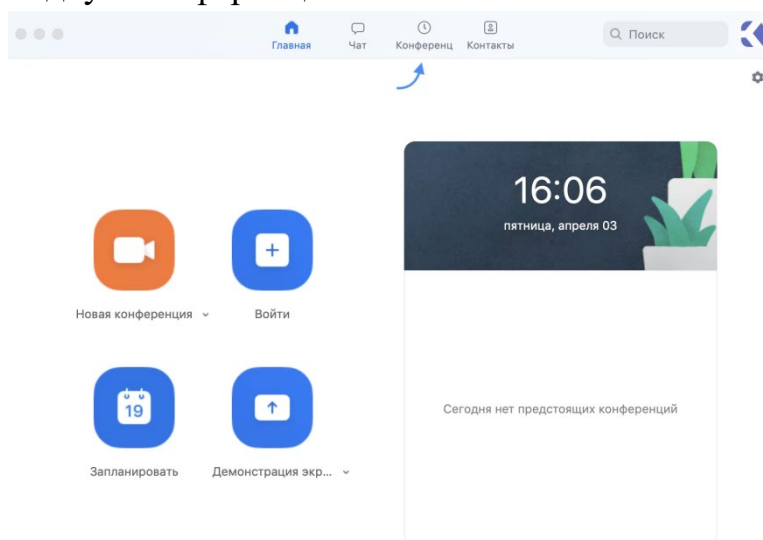 Главная Чат Конференц Контакты Поиск
16:06
пятница, апреля 03
Новая конференция Войти
19
Сегодня нет предстоящих конференций
Запланировать Демонстрация экр...